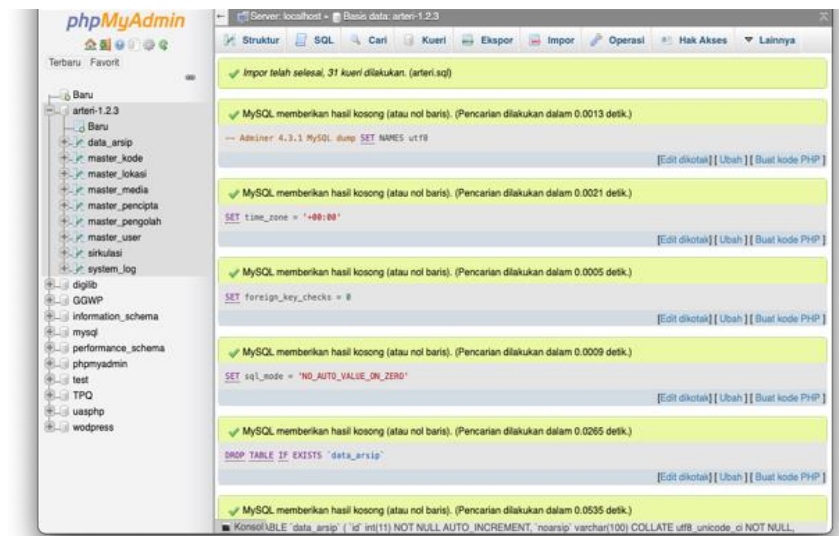 phpMyAdmin
Terbaru Favorit
Baru
arteri-1.2.3
Baru
data_arsip
master_kode
master_lokasi
master_media
master_pencipta
master_pengolah
master_user
sirkulasi
system_log
digilib
GGWP
information_schema
mysql
performance_schema
phpmyadmin
test
TPQ
uasphp
wodpress
Server: localhost » Basis data: arteri-1.2.3
Struktur SQL Cari Kueri Ekspor Impor Operasi Hak Akses Lainnya
Impor telah selesai, 31 kueri dilakukan. (arteri.sql)
MySQL memberikan hasil kosong (atau nol baris). (Pencarian dilakukan dalam 0.0013 detik.)
-- Adminer 4.3.1 MySQL dump SET NAMES utf8
[Edit dikotak] [ Ubah ] [ Buat kode PHP ]
MySQL memberikan hasil kosong (atau nol baris). (Pencarian dilakukan dalam 0.0021 detik.)
SET time_zone = '+00:00'
[Edit dikotak] [ Ubah ] [ Buat kode PHP ]
MySQL memberikan hasil kosong (atau nol baris). (Pencarian dilakukan dalam 0.0005 detik.)
SET foreign_key_checks = 0
[Edit dikotak] [ Ubah ] [ Buat kode PHP ]
MySQL memberikan hasil kosong (atau nol baris). (Pencarian dilakukan dalam 0.0009 detik.)
SET sql_mode = 'NO_AUTO_VALUE_ON_ZERO'
[Edit dikotak] [ Ubah ] [ Buat kode PHP ]
MySQL memberikan hasil kosong (atau nol baris). (Pencarian dilakukan dalam 0.0265 detik.)
DROP TABLE IF EXISTS `data_arsip`
[Edit dikotak] [ Ubah ] [ Buat kode PHP ]
MySQL memberikan hasil kosong (atau nol baris). (Pencarian dilakukan dalam 0.0535 detik.)
Konsol ABLE `data_arsip` ( `id` int(11) NOT NULL AUTO_INCREMENT, `noarsip` varchar(100) COLLATE utf8_unicode_ci NOT NULL,